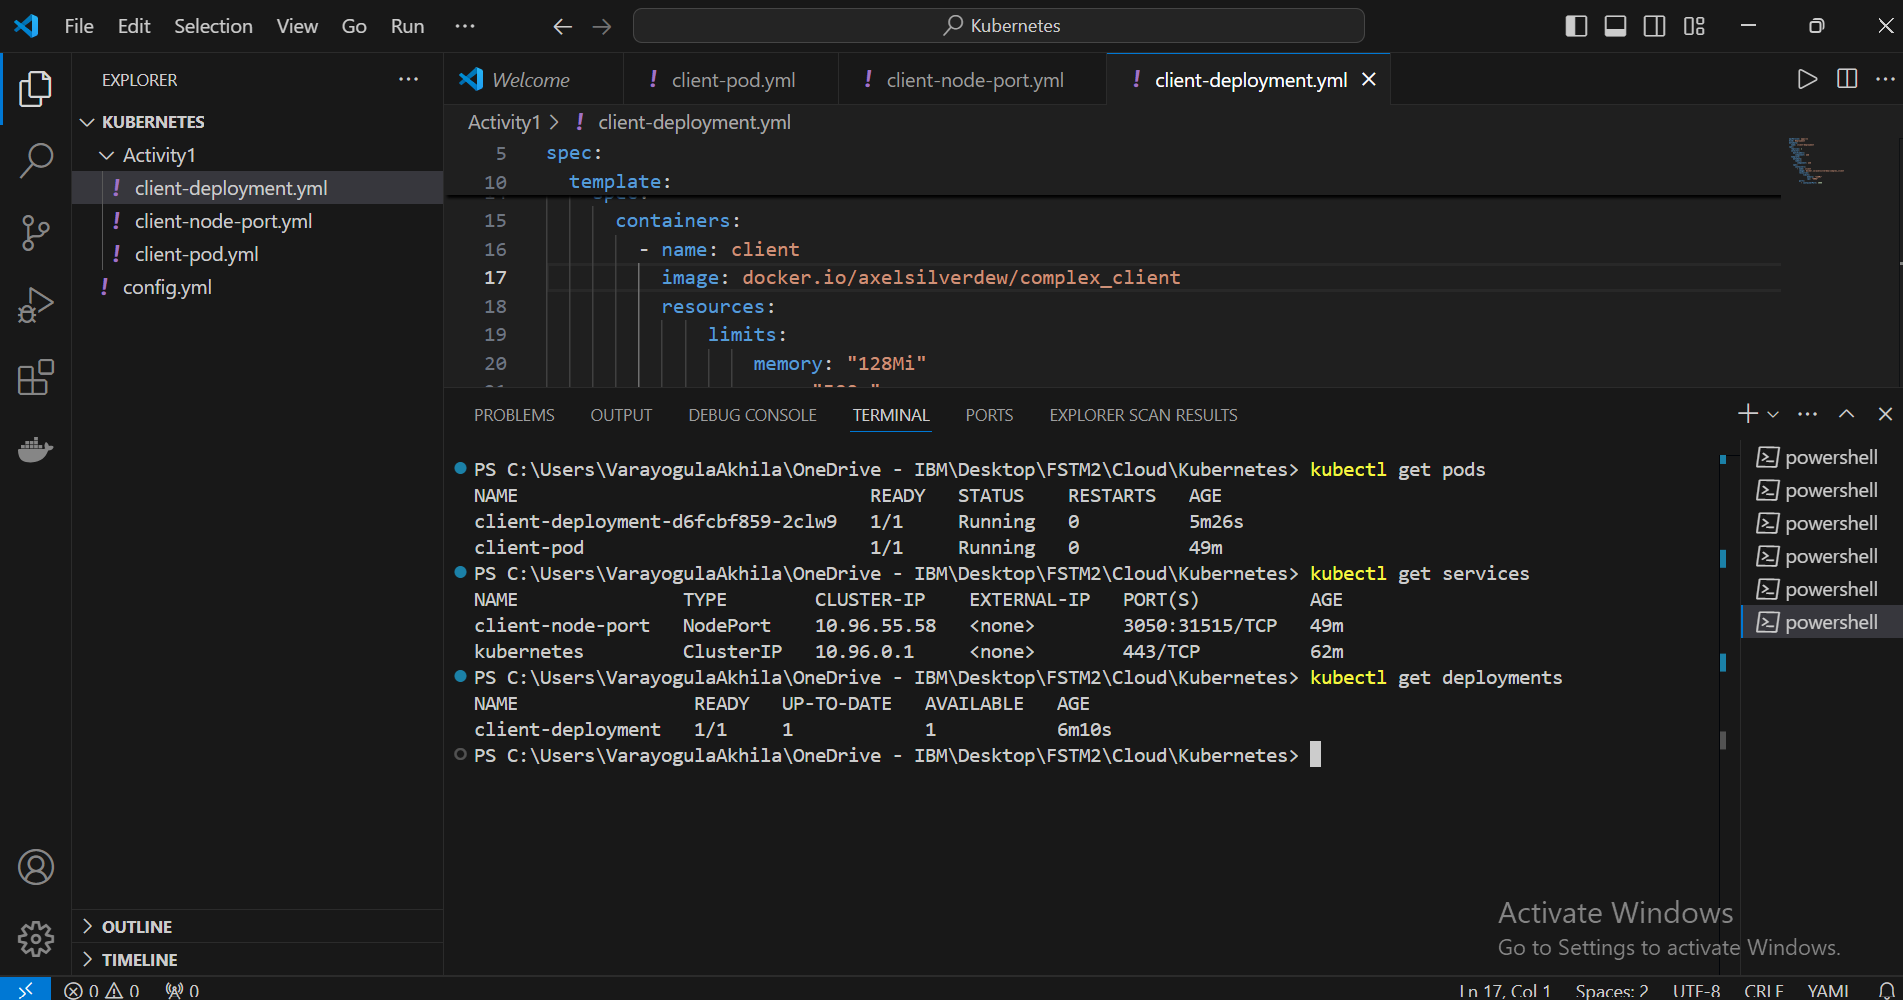 File Edit Selection View Go Run ···
Kubernetes
EXPLORER
KUBERNETES
Activity1
! client-deployment.yml
! client-node-port.yml
! client-pod.yml
! config.yml
OUTLINE
TIMELINE
Welcome ! client-pod.yml ! client-node-port.yml ! client-deployment.yml
Activity1 > ! client-deployment.yml
5 spec:
10 template:
15 containers:
16 - name: client
17 image: docker.io/axelsilverdew/complex_client
18 resources:
19 limits:
20 memory: "128Mi"
PROBLEMS OUTPUT DEBUG CONSOLE TERMINAL PORTS EXPLORER SCAN RESULTS
PS C:\Users\VarayogulaAkhila\OneDrive - IBM\Desktop\FSTM2\Cloud\Kubernetes> kubectl get pods
NAME READY STATUS RESTARTS AGE
client-deployment-d6fcbf859-2clw9 1/1 Running 0 5m26s
client-pod 1/1 Running 0 49m
PS C:\Users\VarayogulaAkhila\OneDrive - IBM\Desktop\FSTM2\Cloud\Kubernetes> kubectl get services
NAME TYPE CLUSTER-IP EXTERNAL-IP PORT(S) AGE
client-node-port NodePort 10.96.55.58 <none> 3050:31515/TCP 49m
kubernetes ClusterIP 10.96.0.1 <none> 443/TCP 62m
PS C:\Users\VarayogulaAkhila\OneDrive - IBM\Desktop\FSTM2\Cloud\Kubernetes> kubectl get deployments
NAME READY UP-TO-DATE AVAILABLE AGE
client-deployment 1/1 1 1 6m10s
PS C:\Users\VarayogulaAkhila\OneDrive - IBM\Desktop\FSTM2\Cloud\Kubernetes>
powershell
powershell
powershell
powershell
powershell
powershell
Activate Windows
Go to Settings to activate Windows.
0 0 0 Ln 17, Col 1 Spaces: 2 UTF-8 CRLF YAML